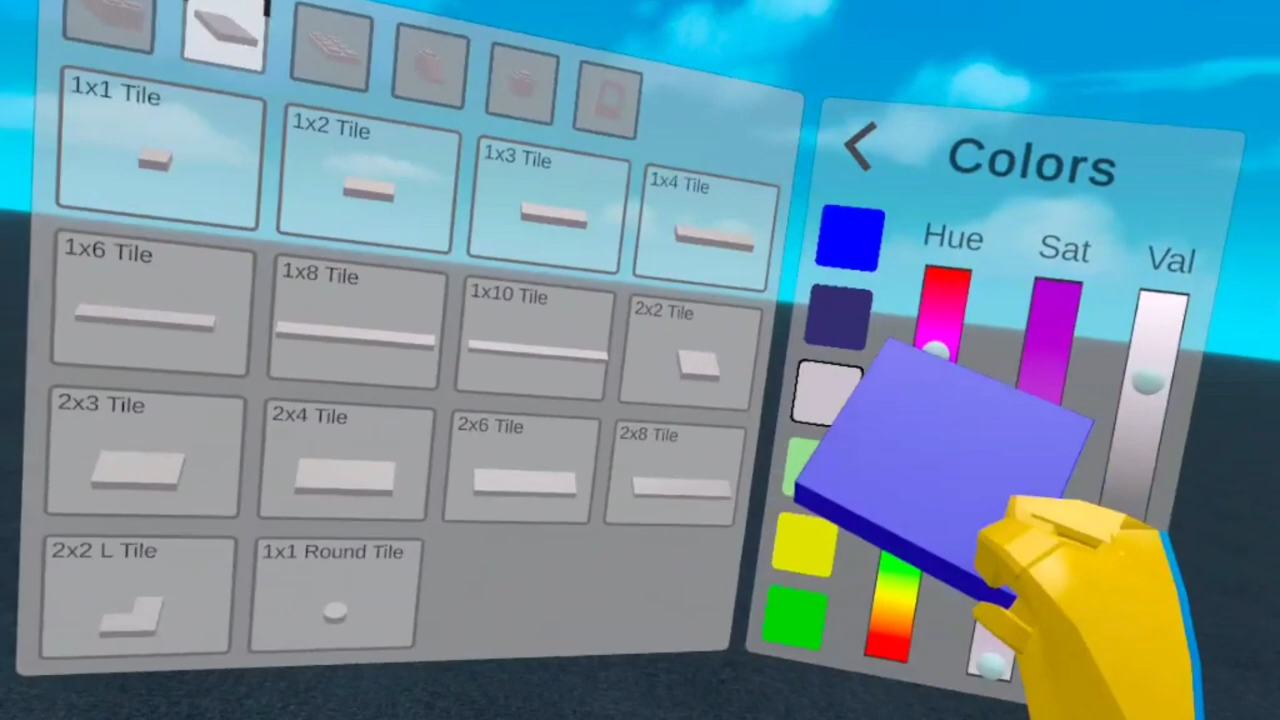 1x1 Tile
1x2 Tile
1x3 Tile
1x4 Tile
1x6 Tile
1x8 Tile
1x10 Tile
2x2 Tile
2x3 Tile
2x4 Tile
2x6 Tile
2x8 Tile
2x2 L Tile
1x1 Round Tile
Colors
Hue
Sat
Val